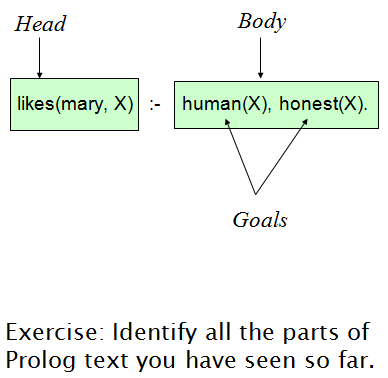 Head
Body
likes(mary, X) :- human(X), honest(X).
Goals
Exercise: Identify all the parts of
Prolog text you have seen so far.